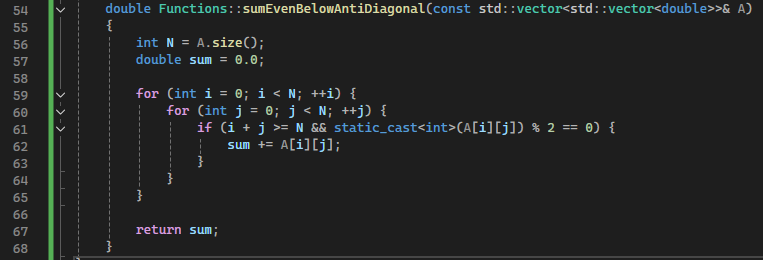 54 double Functions::sumEvenBelowAntiDiagonal(const std::vector<std::vector<double>>& A)
55 {
56 int N = A.size();
57 double sum = 0.0;
58
59 for (int i = 0; i < N; ++i) {
60 for (int j = 0; j < N; ++j) {
61 if (i + j >= N && static_cast<int>(A[i][j]) % 2 == 0) {
62 sum += A[i][j];
63 }
64 }
65 }
66
67 return sum;
68 }